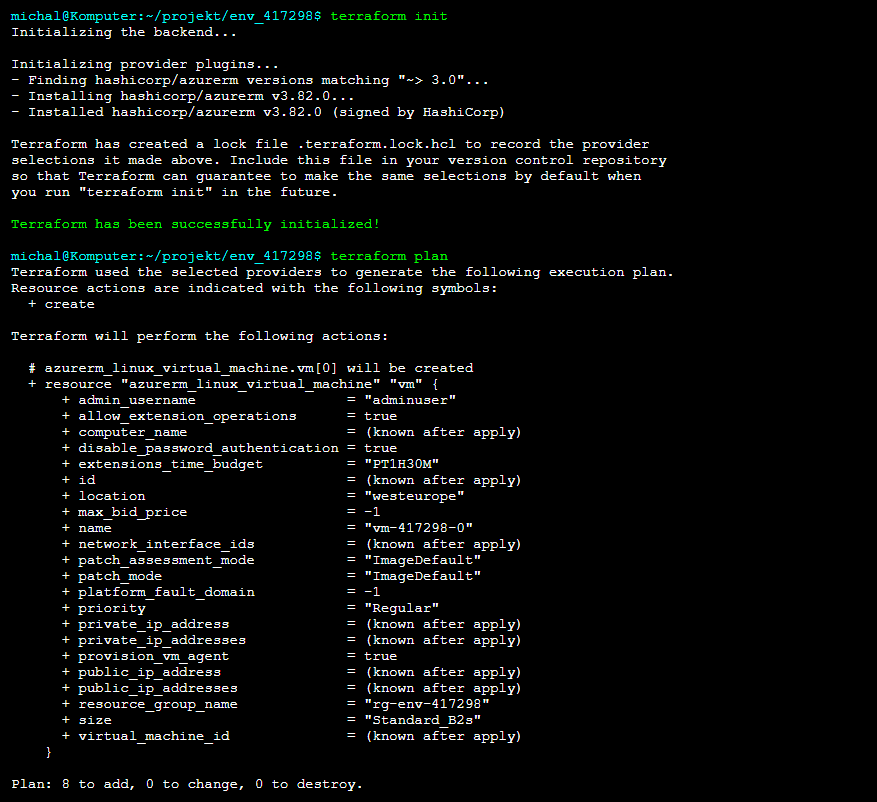 michal@Komputer:~/projekt/env_417298$ terraform init
Initializing the backend...

Initializing provider plugins...
- Finding hashicorp/azurerm versions matching "~> 3.0"...
- Installing hashicorp/azurerm v3.82.0...
- Installed hashicorp/azurerm v3.82.0 (signed by HashiCorp)

Terraform has created a lock file .terraform.lock.hcl to record the provider
selections it made above. Include this file in your version control repository
so that Terraform can guarantee to make the same selections by default when
you run "terraform init" in the future.

Terraform has been successfully initialized!

michal@Komputer:~/projekt/env_417298$ terraform plan
Terraform used the selected providers to generate the following execution plan.
Resource actions are indicated with the following symbols:
  + create

Terraform will perform the following actions:

  # azurerm_linux_virtual_machine.vm[0] will be created
  + resource "azurerm_linux_virtual_machine" "vm" {
      + admin_username                  = "adminuser"
      + allow_extension_operations      = true
      + computer_name                   = (known after apply)
      + disable_password_authentication = true
      + extensions_time_budget          = "PT1H30M"
      + id                              = (known after apply)
      + location                        = "westeurope"
      + max_bid_price                   = -1
      + name                            = "vm-417298-0"
      + network_interface_ids           = (known after apply)
      + patch_assessment_mode           = "ImageDefault"
      + patch_mode                      = "ImageDefault"
      + platform_fault_domain           = -1
      + priority                        = "Regular"
      + private_ip_address              = (known after apply)
      + private_ip_addresses            = (known after apply)
      + provision_vm_agent              = true
      + public_ip_address               = (known after apply)
      + public_ip_addresses             = (known after apply)
      + resource_group_name             = "rg-env-417298"
      + size                            = "Standard_B2s"
      + virtual_machine_id              = (known after apply)
    }

Plan: 8 to add, 0 to change, 0 to destroy.